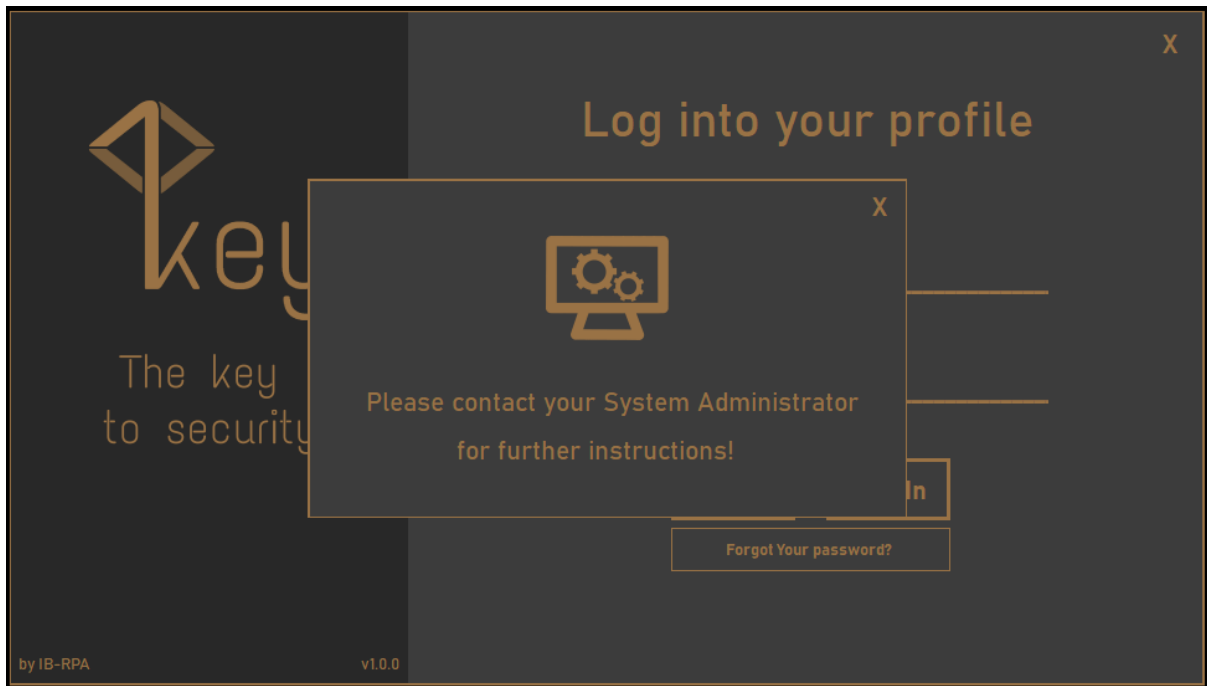 X
Log into your profile
key
The key
to security
X
Please contact your System Administrator
for further instructions!
In
Forgot Your password?
by IB-RPA
v1.0.0